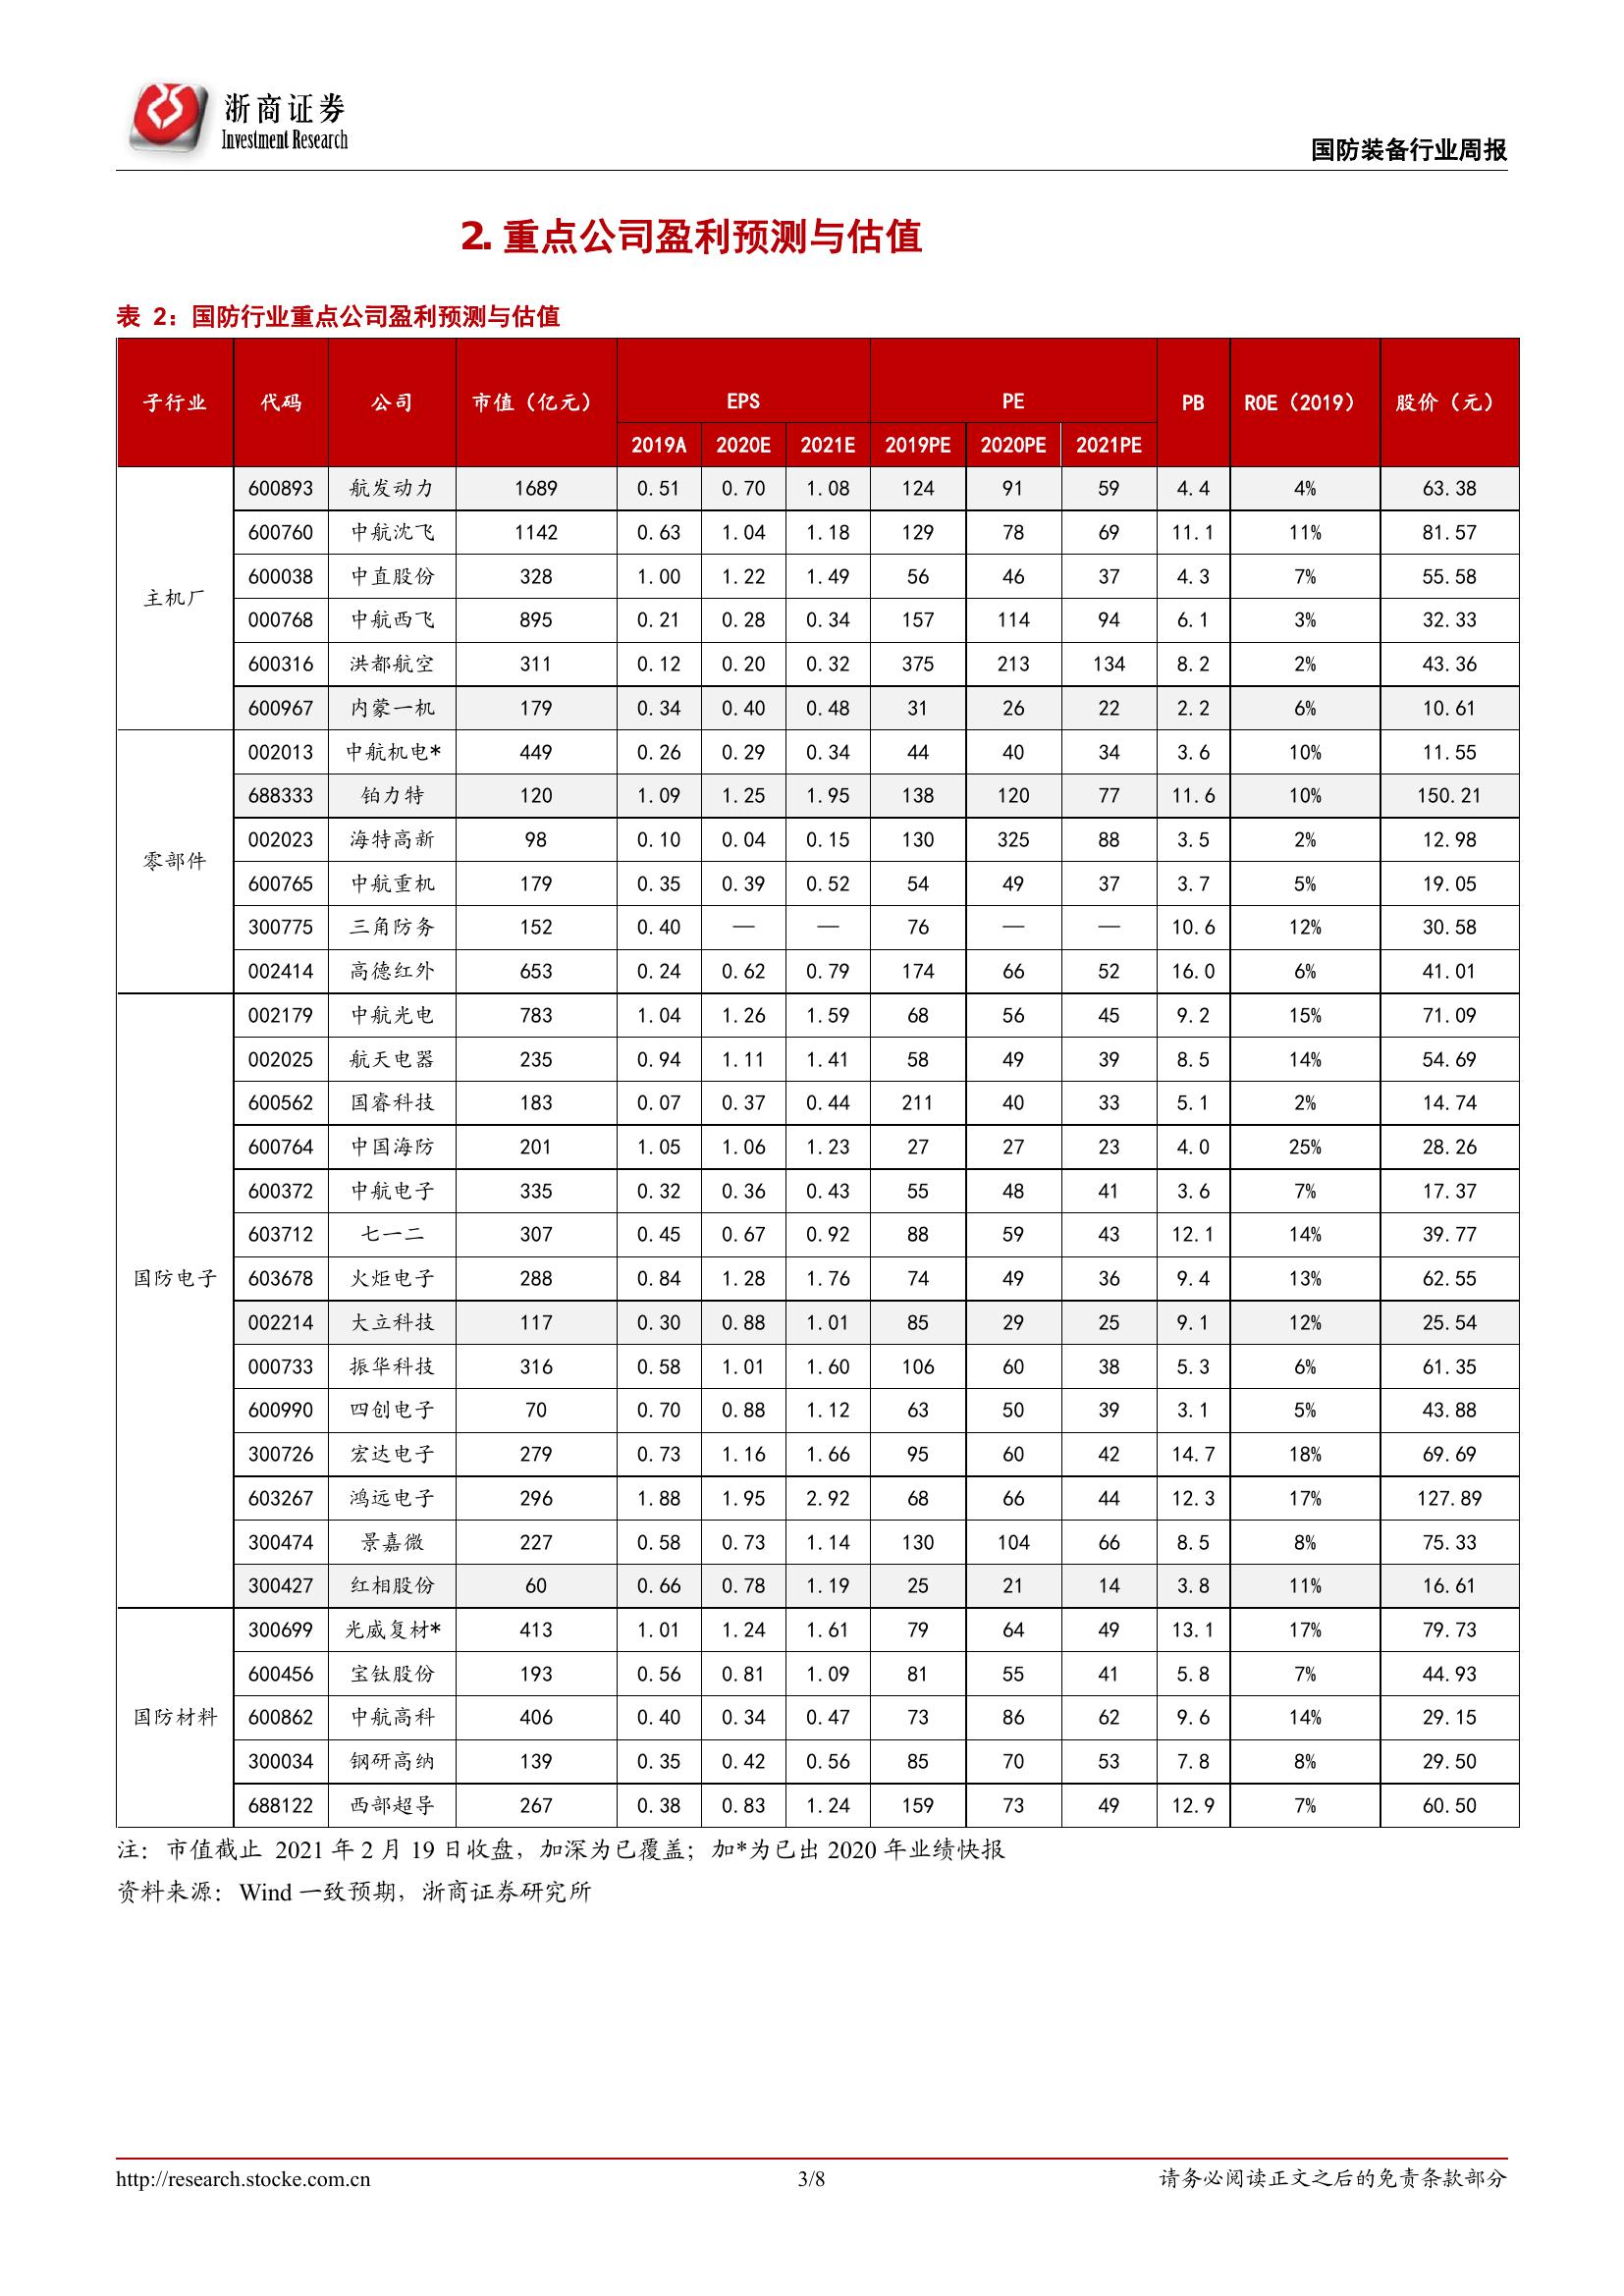 浙商证券
Investment Research
国防装备行业周报
2. 重点公司盈利预测与估值
表 2：国防行业重点公司盈利预测与估值
子行业 代码 公司 市值（亿元） EPS PE PB ROE（2019） 股价（元）
2019A 2020E 2021E 2019PE 2020PE 2021PE
主机厂
600893 航发动力 1689 0.51 0.70 1.08 124 91 59 4.4 4% 63.38
600760 中航沈飞 1142 0.63 1.04 1.18 129 78 69 11.1 11% 81.57
600038 中直股份 328 1.00 1.22 1.49 56 46 37 4.3 7% 55.58
000768 中航西飞 895 0.21 0.28 0.34 157 114 94 6.1 3% 32.33
600316 洪都航空 311 0.12 0.20 0.32 375 213 134 8.2 2% 43.36
600967 内蒙一机 179 0.34 0.40 0.48 31 26 22 2.2 6% 10.61
零部件
002013 中航机电* 449 0.26 0.29 0.34 44 40 34 3.6 10% 11.55
688333 铂力特 120 1.09 1.25 1.95 138 120 77 11.6 10% 150.21
002023 海特高新 98 0.10 0.04 0.15 130 325 88 3.5 2% 12.98
600765 中航重机 179 0.35 0.39 0.52 54 49 37 3.7 5% 19.05
300775 三角防务 152 0.40 — — 76 — — 10.6 12% 30.58
002414 高德红外 653 0.24 0.62 0.79 174 66 52 16.0 6% 41.01
国防电子
002179 中航光电 783 1.04 1.26 1.59 68 56 45 9.2 15% 71.09
002025 航天电器 235 0.94 1.11 1.41 58 49 39 8.5 14% 54.69
600562 国睿科技 183 0.07 0.37 0.44 211 40 33 5.1 2% 14.74
600764 中国海防 201 1.05 1.06 1.23 27 27 23 4.0 25% 28.26
600372 中航电子 335 0.32 0.36 0.43 55 48 41 3.6 7% 17.37
603712 七一二 307 0.45 0.67 0.92 88 59 43 12.1 14% 39.77
603678 火炬电子 288 0.84 1.28 1.76 74 49 36 9.4 13% 62.55
002214 大立科技 117 0.30 0.88 1.01 85 29 25 9.1 12% 25.54
000733 振华科技 316 0.58 1.01 1.60 106 60 38 5.3 6% 61.35
600990 四创电子 70 0.70 0.88 1.12 63 50 39 3.1 5% 43.88
300726 宏达电子 279 0.73 1.16 1.66 95 60 42 14.7 18% 69.69
603267 鸿远电子 296 1.88 1.95 2.92 68 66 44 12.3 17% 127.89
300474 景嘉微 227 0.58 0.73 1.14 130 104 66 8.5 8% 75.33
300427 红相股份 60 0.66 0.78 1.19 25 21 14 3.8 11% 16.61
国防材料
300699 光威复材* 413 1.01 1.24 1.61 79 64 49 13.1 17% 79.73
600456 宝钛股份 193 0.56 0.81 1.09 81 55 41 5.8 7% 44.93
600862 中航高科 406 0.40 0.34 0.47 73 86 62 9.6 14% 29.15
300034 钢研高纳 139 0.35 0.42 0.56 85 70 53 7.8 8% 29.50
688122 西部超导 267 0.38 0.83 1.24 159 73 49 12.9 7% 60.50
注：市值截止 2021 年 2 月 19 日收盘，加深为已覆盖；加*为已出 2020 年业绩快报
资料来源：Wind 一致预期，浙商证券研究所
http://research.stocke.com.cn 3/8 请务必阅读正文之后的免责条款部分